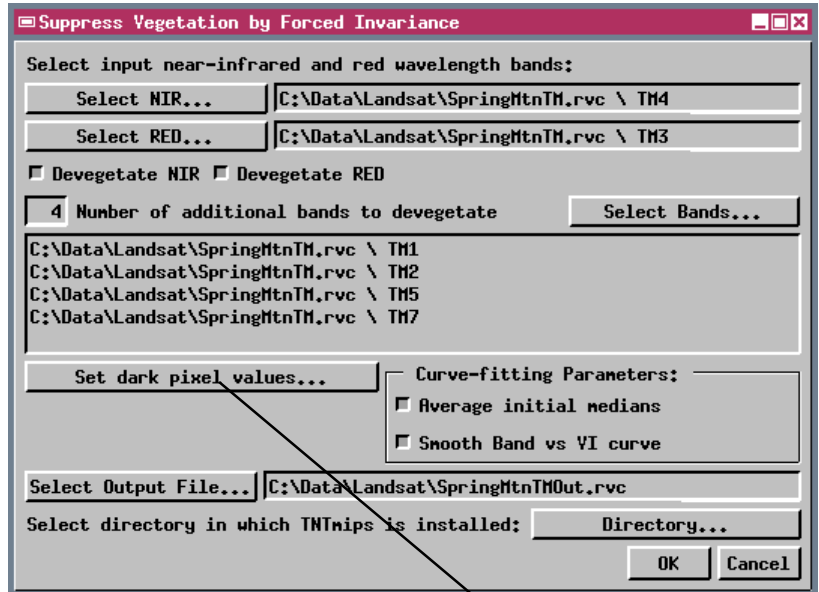 Suppress Vegetation by Forced Invariance
Select input near-infrared and red wavelength bands:
Select NIR... C:\Data\Landsat\SpringMtnTM.rvc \ TM4
Select RED... C:\Data\Landsat\SpringMtnTM.rvc \ TM3
Devegetate NIR Devegetate RED
4 Number of additional bands to devegetate Select Bands...
C:\Data\Landsat\SpringMtnTM.rvc \ TM1
C:\Data\Landsat\SpringMtnTM.rvc \ TM2
C:\Data\Landsat\SpringMtnTM.rvc \ TM5
C:\Data\Landsat\SpringMtnTM.rvc \ TM7
Set dark pixel values... Curve-fitting Parameters:
Average initial medians
Smooth Band vs VI curve
Select Output File... C:\Data\Landsat\SpringMtnTMOut.rvc
Select directory in which TNTmips is installed: Directory...
OK Cancel